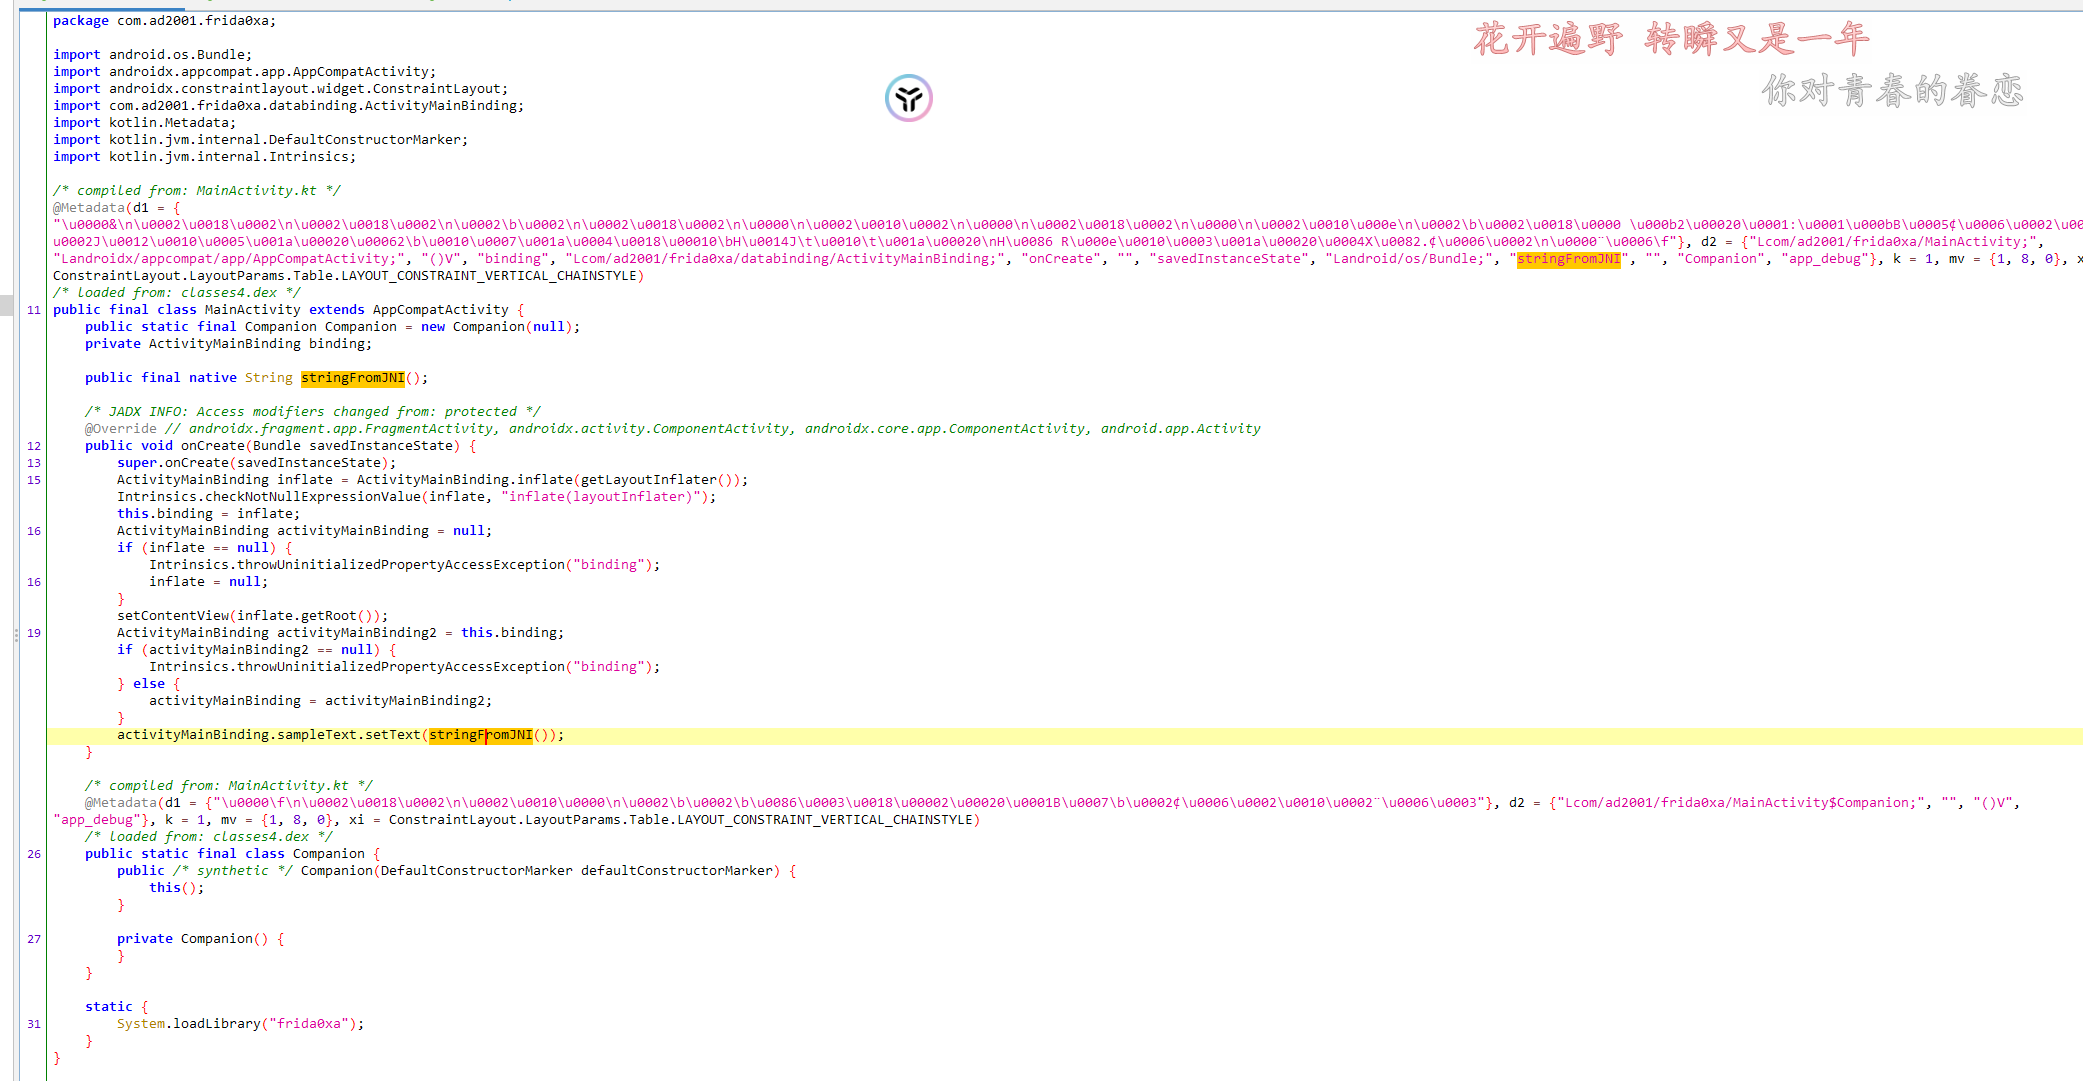 package com.ad2001.frida0xa;
花开遍野 转瞬又是一年
你对青春的眷恋
import android.os.Bundle;
import androidx.appcompat.app.AppCompatActivity;
import androidx.constraintlayout.widget.ConstraintLayout;
import com.ad2001.frida0xa.databinding.ActivityMainBinding;
import kotlin.Metadata;
import kotlin.jvm.internal.DefaultConstructorMarker;
import kotlin.jvm.internal.Intrinsics;
/* compiled from: MainActivity.kt */
@Metadata(d1 = {
"\u0000&\n\u0002\u0018\u0002\n\u0002\u0018\u0002\n\u0002\b\u0002\n\u0002\u0018\u0002\n\u0000\n\u0002\u0010\u0002\n\u0000\n\u0002\u0018\u0002\n\u0000\n\u0002\u0010\u000e\n\u0002\b\u0002\u0018\u0000 \u000b2\u00020\u0001:\u0001\u000bB\u0005¢\u0006\u0002\u00
u0002J\u0012\u0010\u0005\u001a\u00020\u00062\b\u0010\u0007\u001a\u0004\u0018\u00010\bH\u0014J\t\u0010\t\u001a\u00020\nH\u0086 R\u000e\u0010\u0003\u001a\u00020\u0004X\u0082.¢\u0006\u0002\n\u0000¨\u0006\f"}, d2 = {"Lcom/ad2001/frida0xa/MainActivity;",
"Landroidx/appcompat/app/AppCompatActivity;", "()V", "binding", "Lcom/ad2001/frida0xa/databinding/ActivityMainBinding;", "onCreate", "", "savedInstanceState", "Landroid/os/Bundle;", "stringFromJNI", "", "Companion", "app_debug"}, k = 1, mv = {1, 8, 0}, x
ConstraintLayout.LayoutParams.Table.LAYOUT_CONSTRAINT_VERTICAL_CHAINSTYLE)
/* loaded from: classes4.dex */
11 public final class MainActivity extends AppCompatActivity {
public static final Companion Companion = new Companion(null);
private ActivityMainBinding binding;
public final native String stringFromJNI();
/* JADX INFO: Access modifiers changed from: protected */
@Override // androidx.fragment.app.FragmentActivity, androidx.activity.ComponentActivity, androidx.core.app.ComponentActivity, android.app.Activity
12 public void onCreate(Bundle savedInstanceState) {
13 super.onCreate(savedInstanceState);
15 ActivityMainBinding inflate = ActivityMainBinding.inflate(getLayoutInflater());
Intrinsics.checkNotNullExpressionValue(inflate, "inflate(layoutInflater)");
this.binding = inflate;
16 ActivityMainBinding activityMainBinding = null;
if (inflate == null) {
Intrinsics.throwUninitializedPropertyAccessException("binding");
16 inflate = null;
}
setContentView(inflate.getRoot());
19 ActivityMainBinding activityMainBinding2 = this.binding;
if (activityMainBinding2 == null) {
Intrinsics.throwUninitializedPropertyAccessException("binding");
} else {
activityMainBinding = activityMainBinding2;
}
activityMainBinding.sampleText.setText(stringFromJNI());
}
/* compiled from: MainActivity.kt */
@Metadata(d1 = {"\u0000\f\n\u0002\u0018\u0002\n\u0002\u0010\u0000\n\u0002\b\u0002\b\u0086\u0003\u0018\u00002\u00020\u0001B\u0007\b\u0002¢\u0006\u0002\u0010\u0002¨\u0006\u0003"}, d2 = {"Lcom/ad2001/frida0xa/MainActivity$Companion;", "", "()V",
"app_debug"}, k = 1, mv = {1, 8, 0}, xi = ConstraintLayout.LayoutParams.Table.LAYOUT_CONSTRAINT_VERTICAL_CHAINSTYLE)
/* loaded from: classes4.dex */
26 public static final class Companion {
public /* synthetic */ Companion(DefaultConstructorMarker defaultConstructorMarker) {
this();
}
27 private Companion() {
}
}
static {
31 System.loadLibrary("frida0xa");
}
}